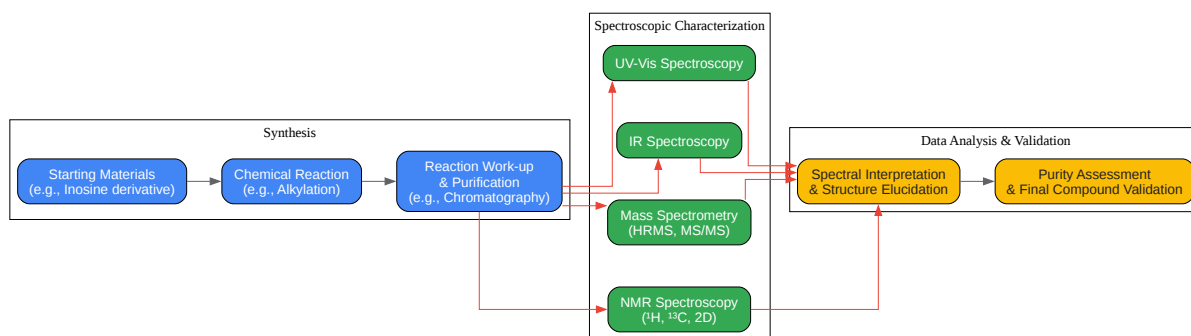 Synthesis
Starting Materials
(e.g., Inosine derivative)
Chemical Reaction
(e.g., Alkylation)
Reaction Work-up
& Purification
(e.g., Chromatography)
Spectroscopic Characterization
UV-Vis Spectroscopy
IR Spectroscopy
Mass Spectrometry
(HRMS, MS/MS)
NMR Spectroscopy
(¹H, ¹³C, 2D)
Data Analysis & Validation
Spectral Interpretation
& Structure Elucidation
Purity Assessment
& Final Compound Validation